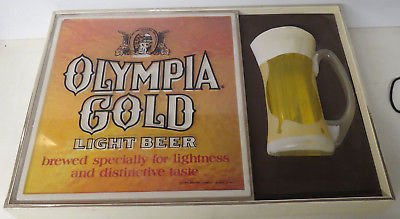 OLYMPIA
GOLD
LIGHT BEER
brewed specially for lightness
and distinctive taste